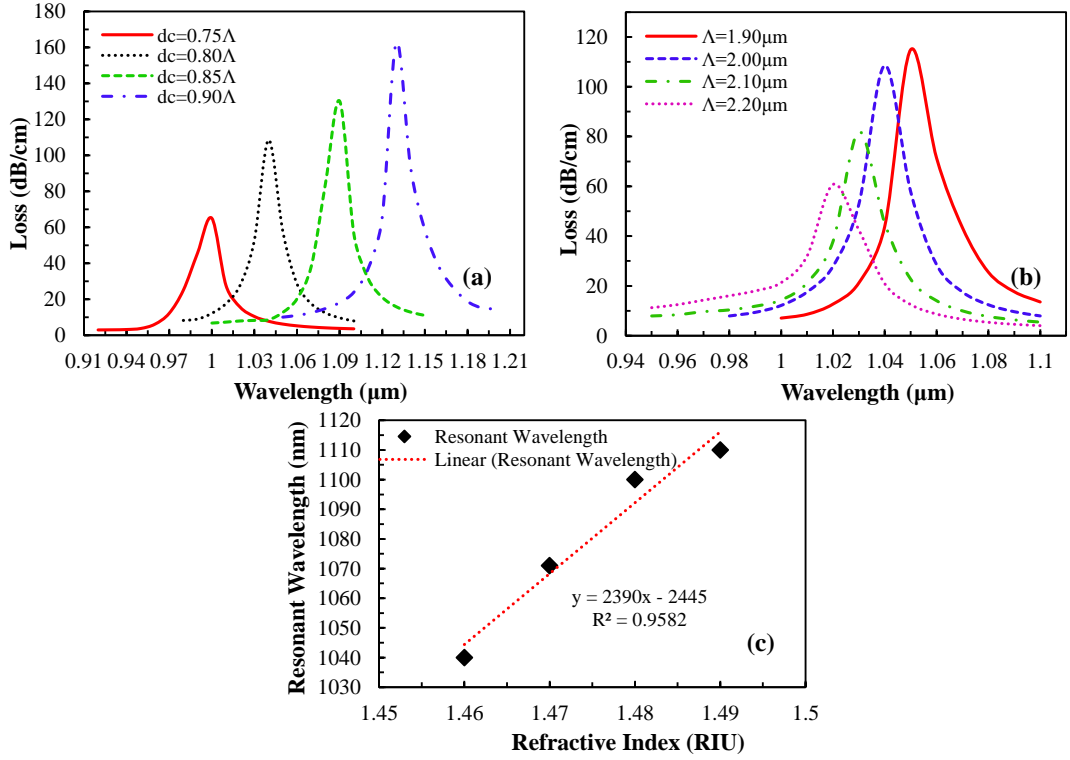 180
160
140
120
100
80
60
40
20
0
Loss (dB/cm)
dc=0.75Λ
dc=0.80Λ
dc=0.85Λ
dc=0.90Λ
(a)
0.91 0.94 0.97 1 1.03 1.06 1.09 1.12 1.15 1.18 1.21
Wavelength (μm)
120
100
80
60
40
20
0
Loss (dB/cm)
Λ=1.90μm
Λ=2.00μm
Λ=2.10μm
Λ=2.20μm
(b)
0.94 0.96 0.98 1 1.02 1.04 1.06 1.08 1.1
Wavelength (μm)
1120
1110
1100
1090
1080
1070
1060
1050
1040
1030
Resonant Wavelength (nm)
Resonant Wavelength
Linear (Resonant Wavelength)
y = 2390x - 2445
R² = 0.9582
(c)
1.45 1.46 1.47 1.48 1.49 1.5
Refractive Index (RIU)